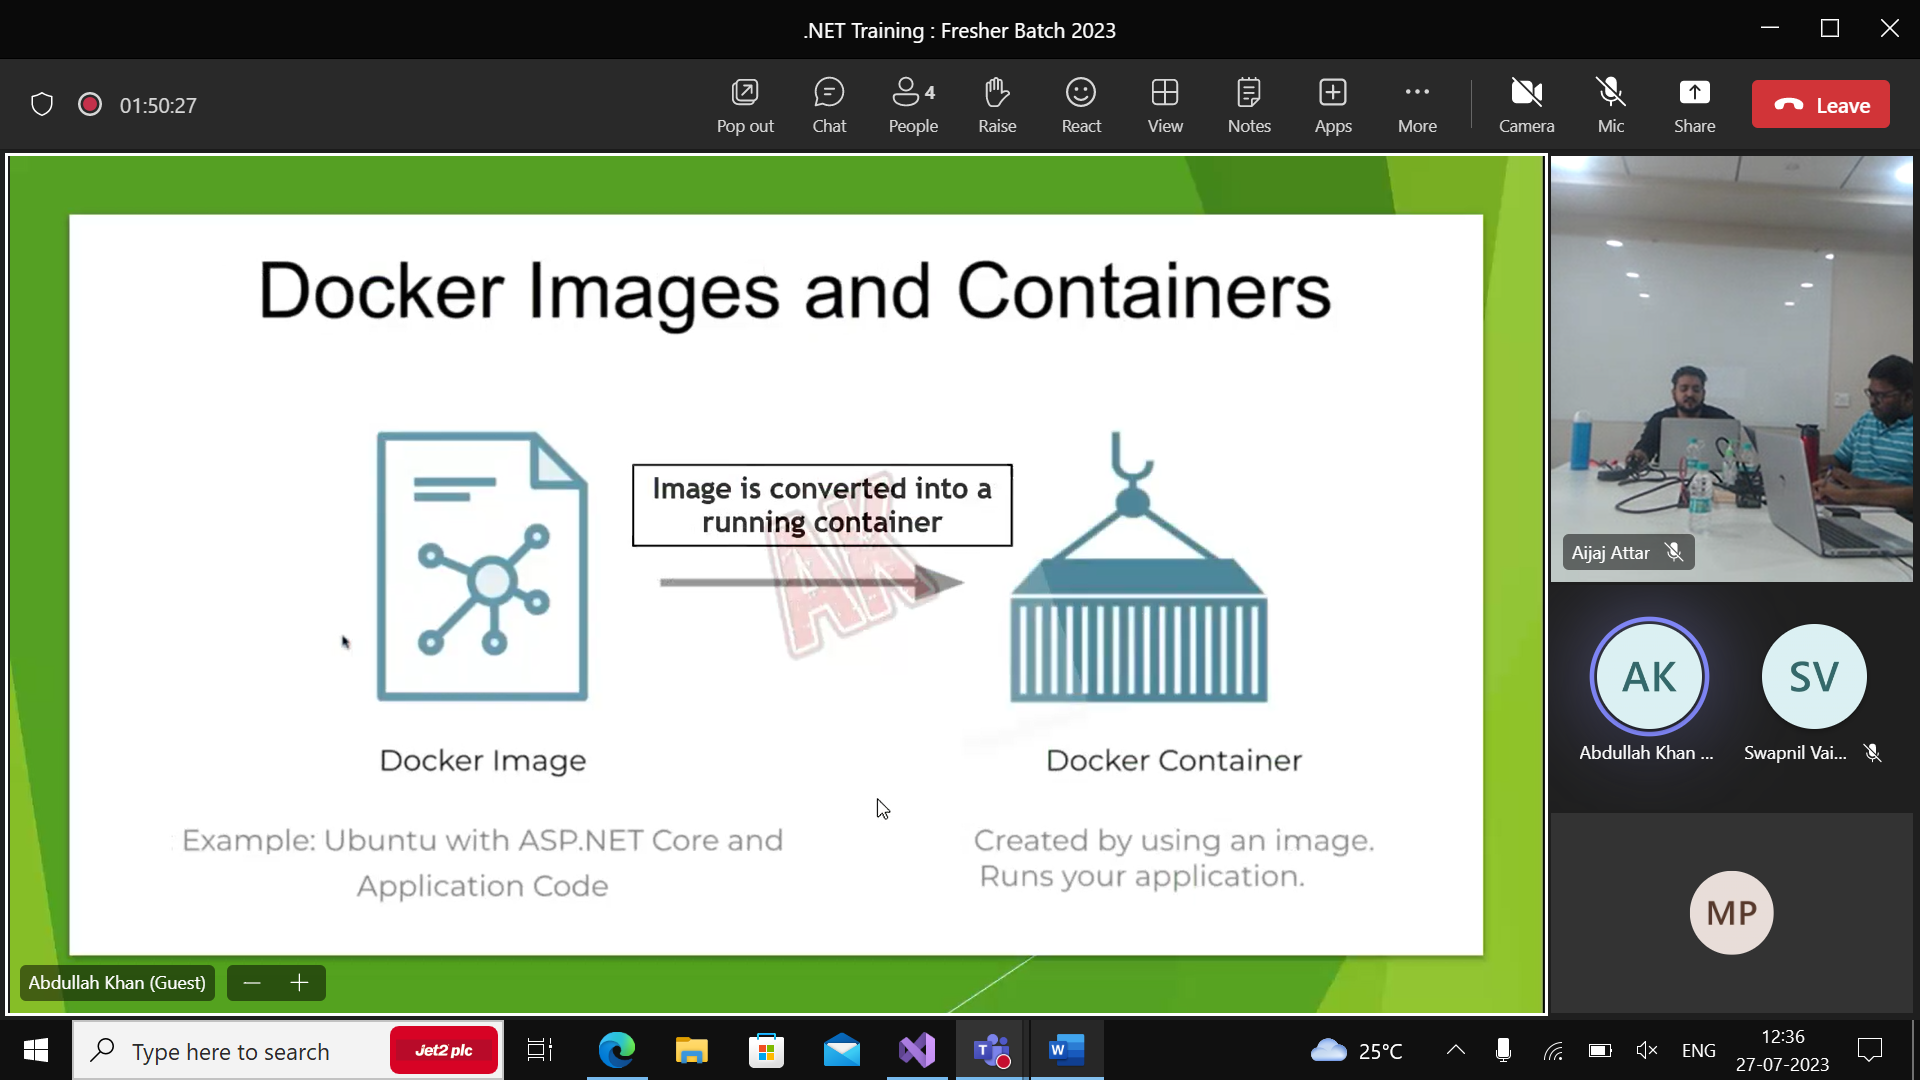 .NET Training : Fresher Batch 2023
01:50:27
Pop out
Chat
4
People
Raise
React
View
Notes
Apps
More
Camera
Mic
Share
Leave
Docker Images and Containers
Image is converted into a
running container
AK
Docker Image
Docker Container
Example: Ubuntu with ASP.NET Core and
Application Code
Created by using an image.
Runs your application.
Abdullah Khan (Guest)
Aijaj Attar
AK
SV
Abdullah Khan ...
Swapnil Vai...
MP
Type here to search
Jet2 plc
T
W
25°C
ENG
12:36
27-07-2023